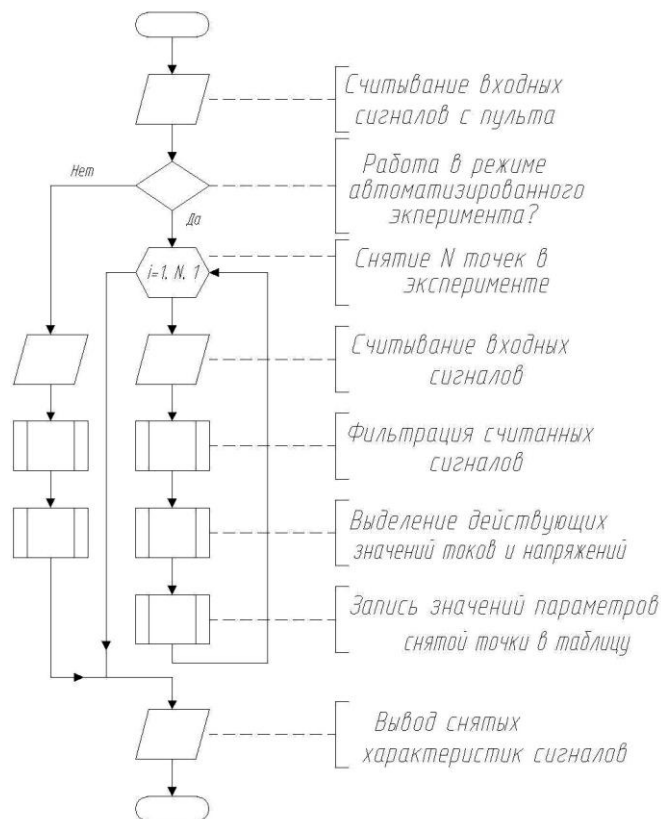 Считывание входных
сигналов с пульта
Нет
Работа в режиме
автоматизированного
экперимента?
Да
i=1, N, 1
Снятие N точек в
эксперименте
Считывание входных
сигналов
Фильтрация считанных
сигналов
Выделение действующих
значений токов и напряжений
Запись значений параметров
снятой точки в таблицу
Вывод снятых
характеристик сигналов